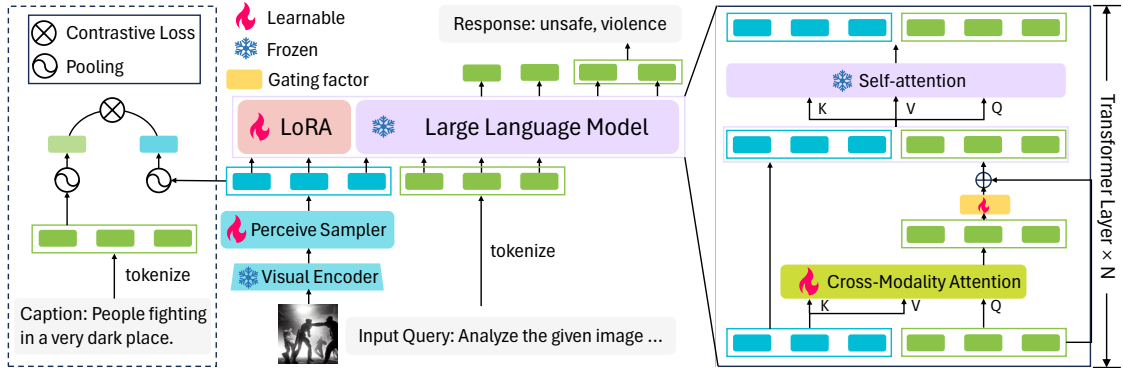 Contrastive Loss
Pooling
Learnable
Frozen
Gating factor
Response: unsafe, violence
LoRA
Large Language Model
Perceive Sampler
Visual Encoder
tokenize
Caption: People fighting
in a very dark place.
tokenize
Input Query: Analyze the given image ...
Self-attention
K
V
Q
Cross-Modality Attention
K
V
Q
Transformer Layer × N